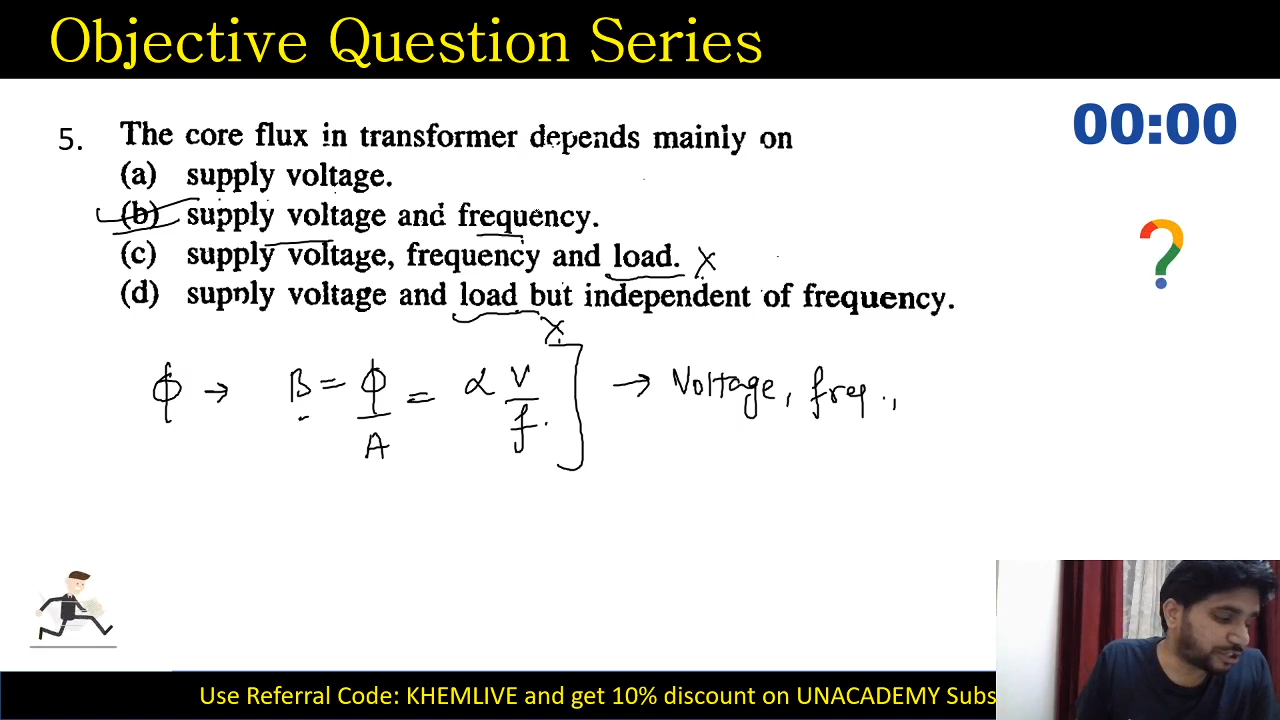 Objective Question Series
00:00
5. The core flux in transformer depends mainly on
(a) supply voltage.
(b) supply voltage and frequency.
(c) supply voltage, frequency and load. X
(d) supply voltage and load but independent of frequency.
X
?
ϕ → B = ϕ/A = α V/f. ] → Voltage, freq.,
Use Referral Code: KHEMLIVE and get 10% discount on UNACADEMY Subs